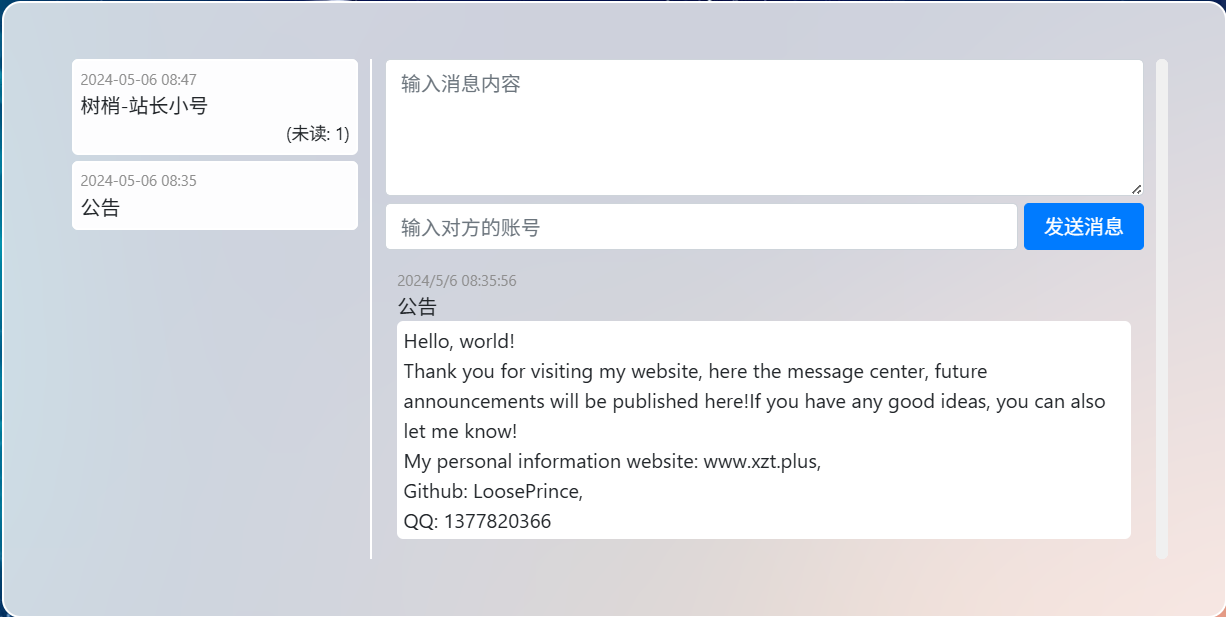 2024-05-06 08:47
树梢-站长小号
(未读: 1)
2024-05-06 08:35
公告
输入消息内容
输入对方的账号
发送消息
2024/5/6 08:35:56
公告
Hello, world!
Thank you for visiting my website, here the message center, future
announcements will be published here!If you have any good ideas, you can also
let me know!
My personal information website: www.xzt.plus,
Github: LoosePrince,
QQ: 1377820366